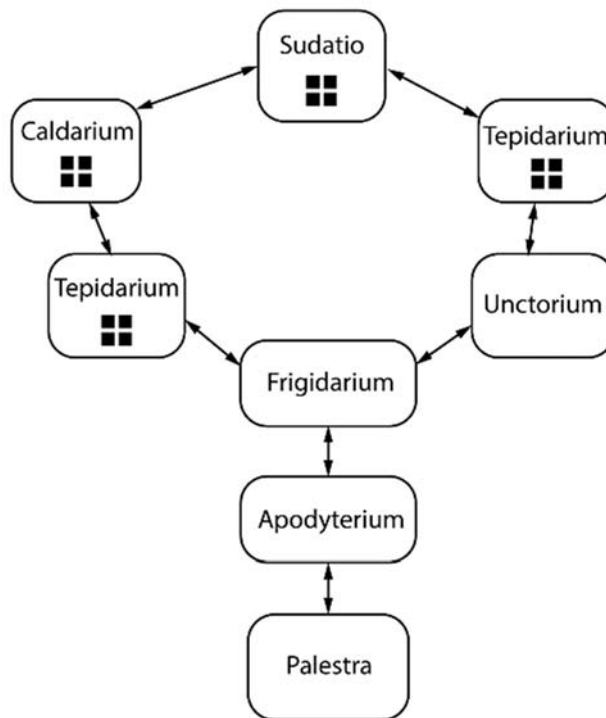 Sudatio
Caldarium
Tepidarium
Tepidarium
Unctorium
Frigidarium
Apodyterium
Palestra